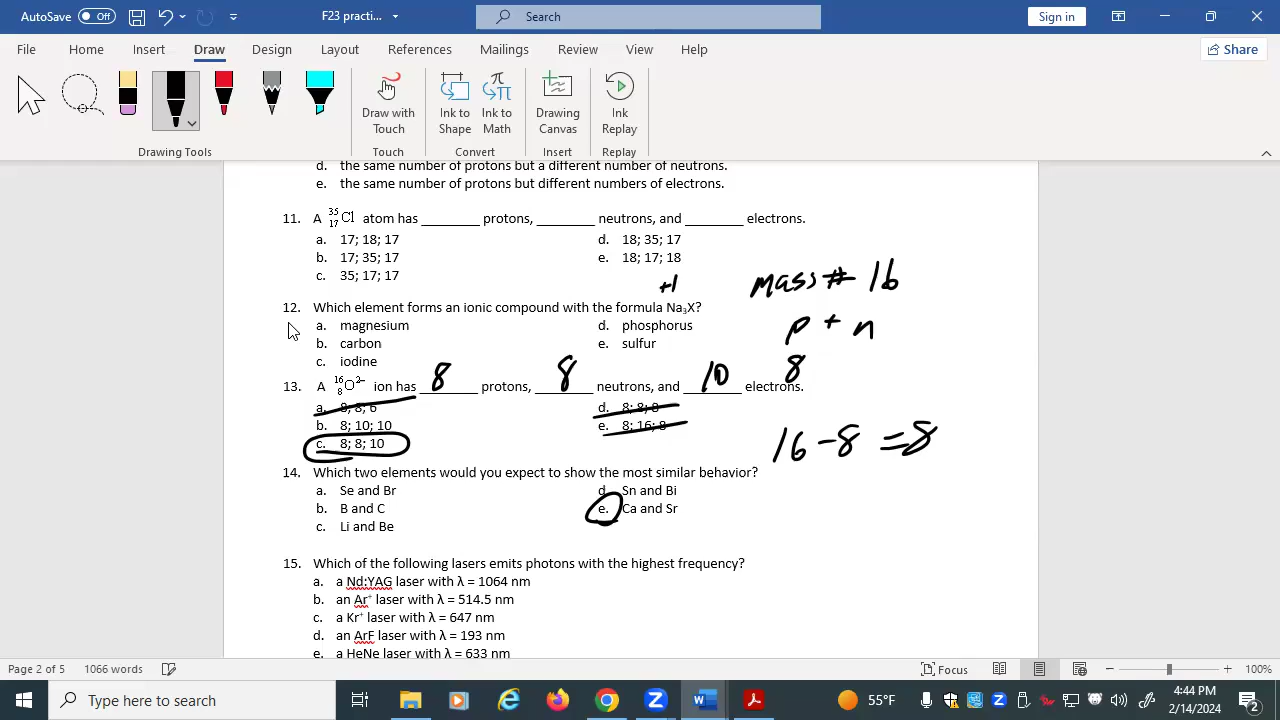 AutoSave Off F23 practi... Search Sign in
File Home Insert Draw Design Layout References Mailings Review View Help Share
Draw with Touch Ink to Shape Ink to Math Drawing Canvas Ink Replay
Drawing Tools Touch Convert Insert Replay
d. the same number of protons but a different number of neutrons.
e. the same number of protons but different numbers of electrons.
11. A ³⁵₁₇Cl atom has ________ protons, ________ neutrons, and ________ electrons.
a. 17; 18; 17 d. 18; 35; 17
b. 17; 35; 17 e. 18; 17; 18
c. 35; 17; 17
+1
mass # 16
12. Which element forms an ionic compound with the formula Na₃X?
a. magnesium d. phosphorus
p + n
b. carbon e. sulfur
c. iodine
8
13. A ¹⁶₈O²⁻ ion has 8 protons, 8 neutrons, and 10 electrons.
a. 8; 8; 6 d. 8; 8; 8
b. 8; 10; 10 e. 8; 16; 8
c. 8; 8; 10
16 - 8 = 8
14. Which two elements would you expect to show the most similar behavior?
a. Se and Br d. Sn and Bi
b. B and C e. Ca and Sr
c. Li and Be
15. Which of the following lasers emits photons with the highest frequency?
a. a Nd:YAG laser with λ = 1064 nm
b. an Ar⁺ laser with λ = 514.5 nm
c. a Kr⁺ laser with λ = 647 nm
d. an ArF laser with λ = 193 nm
e. a HeNe laser with λ = 633 nm
Page 2 of 5 1066 words Focus 100%
Type here to search 55°F 4:44 PM
2/14/2024 2